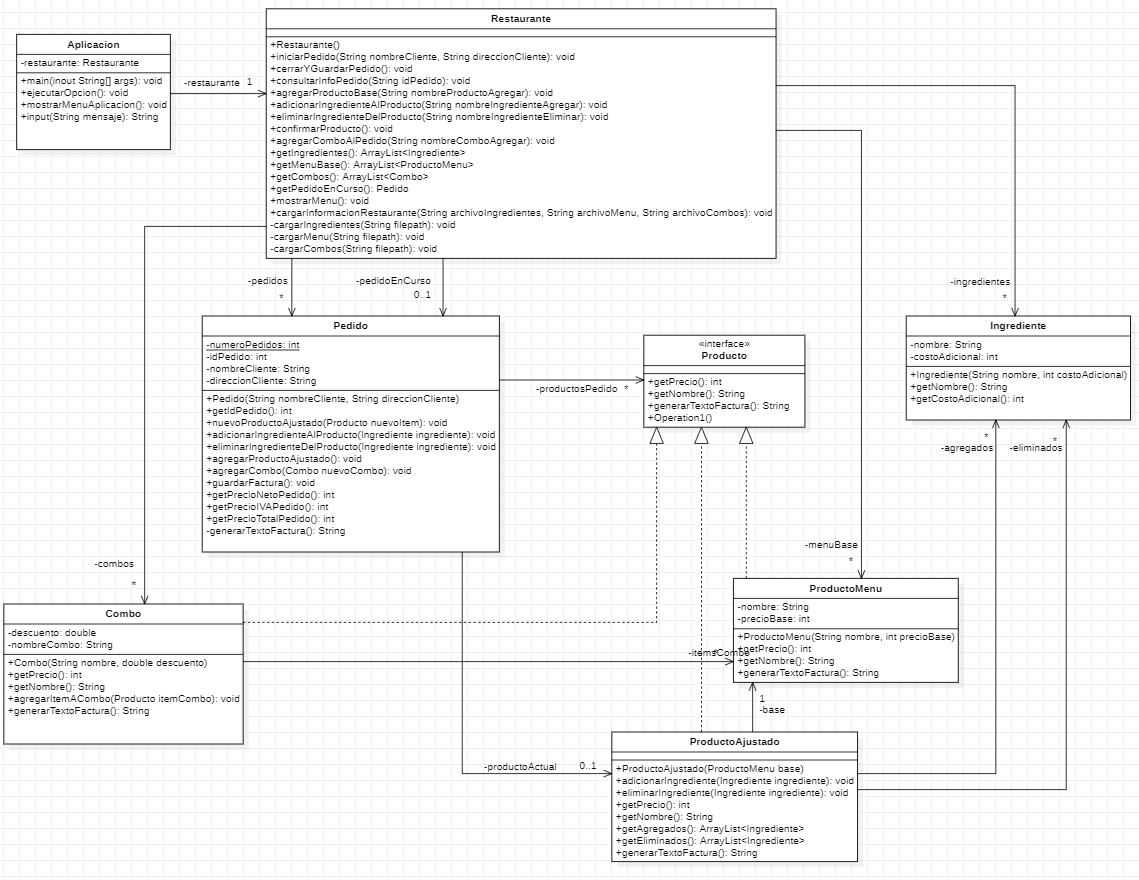 Restaurante
+Restaurante()
+iniciarPedido(String nombreCliente, String direccionCliente): void
+cerrarYGuardarPedido(): void
+consultarInfoPedido(String idPedido): void
+agregarProductoBase(String nombreProductoAgregar): void
+adicionarIngredienteAlProducto(String nombreIngredienteAgregar): void
+eliminarIngredienteDelProducto(String nombreIngredienteEliminar): void
+confirmarProducto(): void
+agregarComboAlPedido(String nombreComboAgregar): void
+getIngredientes(): ArrayList<Ingrediente>
+getMenuBase(): ArrayList<ProductoMenu>
+getCombos(): ArrayList<Combo>
+getPedidoEnCurso(): Pedido
+mostrarMenu(): void
+cargarInformacionRestaurante(String archivoIngredientes, String archivoMenu, String archivoCombos): void
-cargarIngredientes(String filepath): void
-cargarMenu(String filepath): void
-cargarCombos(String filepath): void
Aplicacion
-restaurante: Restaurante
+main(inout String[] args): void
+ejecutarOpcion(): void
+mostrarMenuAplicacion(): void
+input(String mensaje): String
-restaurante 1
-pedidos
*
-pedidoEnCurso
0..1
-ingredientes
*
Pedido
-numeroPedidos: int
-idPedido: int
-nombreCliente: String
-direccionCliente: String
+Pedido(String nombreCliente, String direccionCliente)
+getIdPedido(): int
+nuevoProductoAjustado(Producto nuevoItem): void
+adicionarIngredienteAlProducto(Ingrediente ingrediente): void
+eliminarIngredienteDelProducto(Ingrediente ingrediente): void
+agregarProductoAjustado(): void
+agregarCombo(Combo nuevoCombo): void
+guardarFactura(): void
+getPrecioNetoPedido(): int
+getPrecioIVAPedido(): int
+getPrecioTotalPedido(): int
-generarTextoFactura(): String
-productosPedido *
«interface»
Producto
+getPrecio(): int
+getNombre(): String
+generarTextoFactura(): String
+Operation1()
Ingrediente
-nombre: String
-costoAdicional: int
+Ingrediente(String nombre, int costoAdicional)
+getNombre(): String
+getCostoAdicional(): int
*
-agregados
*
-eliminados
-menuBase
*
-combos
*
Combo
-descuento: double
-nombreCombo: String
+Combo(String nombre, double descuento)
+getPrecio(): int
+getNombre(): String
+agregarItemACombo(Producto itemCombo): void
+generarTextoFactura(): String
-itemsCombo
*
ProductoMenu
-nombre: String
-precioBase: int
+ProductoMenu(String nombre, int precioBase)
+getPrecio(): int
+getNombre(): String
+generarTextoFactura(): String
1
-base
-productoActual 0..1
ProductoAjustado
+ProductoAjustado(ProductoMenu base)
+adicionarIngrediente(Ingrediente ingrediente): void
+eliminarIngrediente(Ingrediente ingrediente): void
+getPrecio(): int
+getNombre(): String
+getAgregados(): ArrayList<Ingrediente>
+getEliminados(): ArrayList<Ingrediente>
+generarTextoFactura(): String